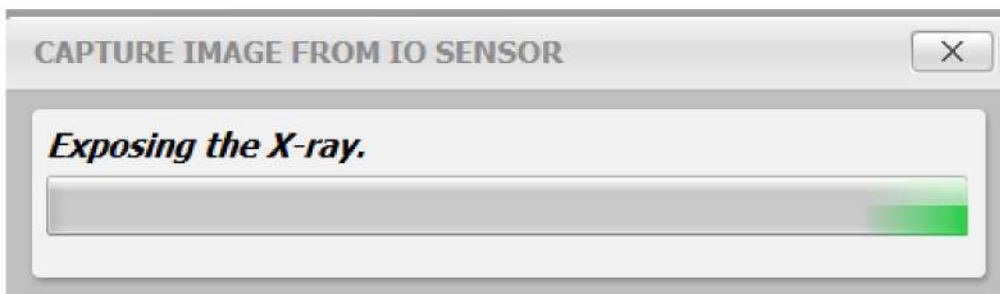 CAPTURE IMAGE FROM IO SENSOR
Exposing the X-ray.